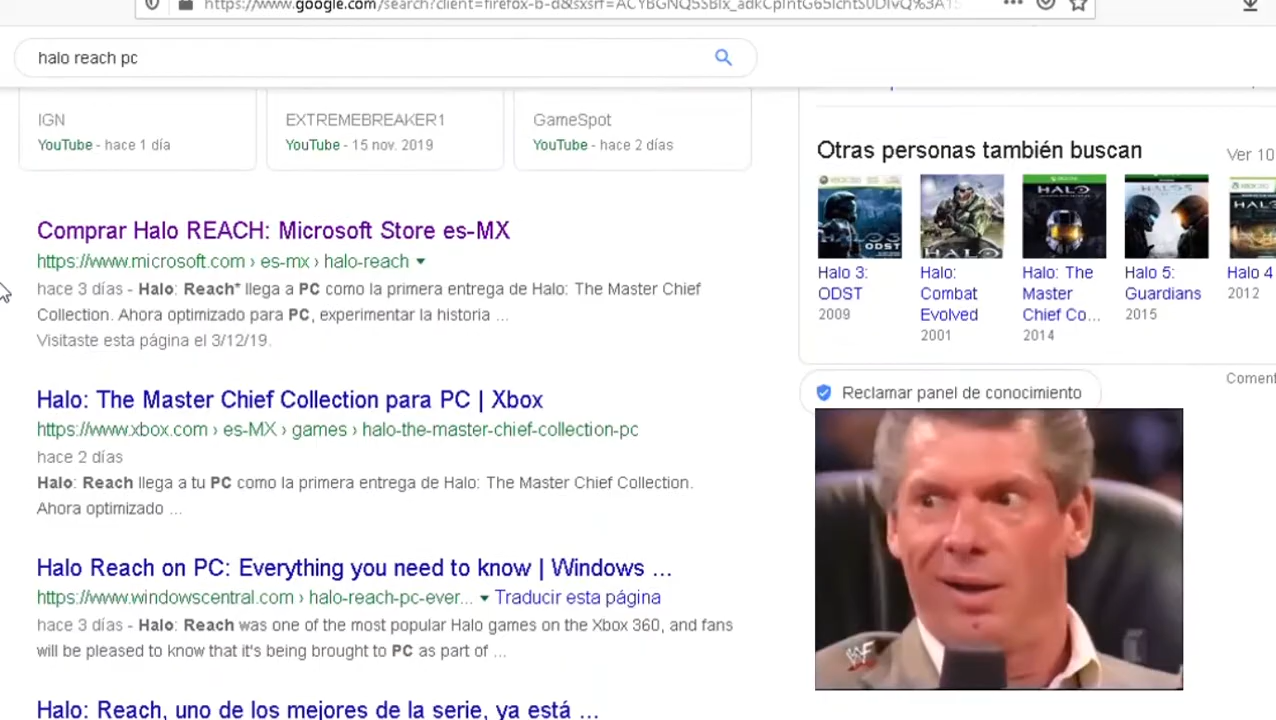 halo reach pc
IGN
YouTube - hace 1 día
EXTREMEBREAKER1
YouTube - 15 nov. 2019
GameSpot
YouTube - hace 2 días
Comprar Halo REACH: Microsoft Store es-MX
https://www.microsoft.com › es-mx › halo-reach
hace 3 días - Halo: Reach* llega a PC como la primera entrega de Halo: The Master Chief
Collection. Ahora optimizado para PC, experimentar la historia ...
Visitaste esta página el 3/12/19.
Halo: The Master Chief Collection para PC | Xbox
https://www.xbox.com › es-MX › games › halo-the-master-chief-collection-pc
hace 2 días
Halo: Reach llega a tu PC como la primera entrega de Halo: The Master Chief Collection.
Ahora optimizado ...
Halo Reach on PC: Everything you need to know | Windows ...
https://www.windowscentral.com › halo-reach-pc-ever... Traducir esta página
hace 3 días - Halo: Reach was one of the most popular Halo games on the Xbox 360, and fans
will be pleased to know that it's being brought to PC as part of ...
Halo: Reach, uno de los mejores de la serie, ya está ...
Otras personas también buscan
Ver 10
Halo 3:
ODST
2009
Halo:
Combat
Evolved
2001
Halo: The
Master
Chief Co...
2014
Halo 5:
Guardians
2015
Halo 4
2012
Coment
Reclamar panel de conocimiento